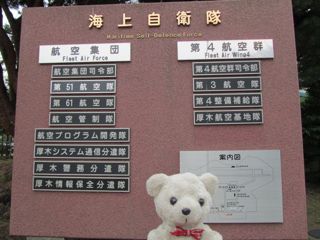 海上自衛隊
Maritime Self-Defence Force
航空集団
Fleet Air Force
航空集団司令部
第51航空隊
第61航空隊
航空管制隊
航空プログラム開発隊
厚木システム通信分遣隊
厚木警務分遣隊
厚木情報保全分遣隊
第4航空群
Fleet Air Wing4
第4航空群司令部
第3航空隊
第4整備補給隊
厚木航空基地隊
案内図